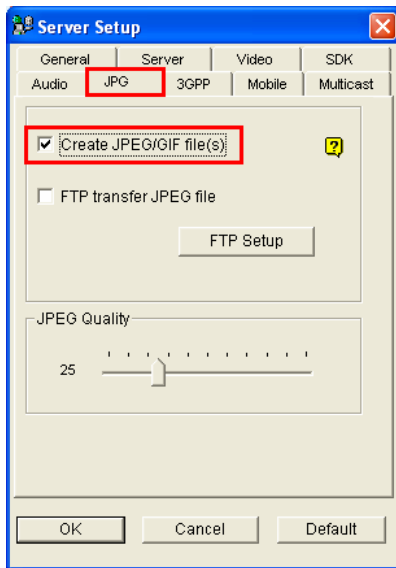 Server Setup
General Server Video SDK
Audio JPG 3GPP Mobile Multicast
Create JPEG/GIF file(s)
?
FTP transfer JPEG file
FTP Setup
JPEG Quality
25
OK Cancel Default